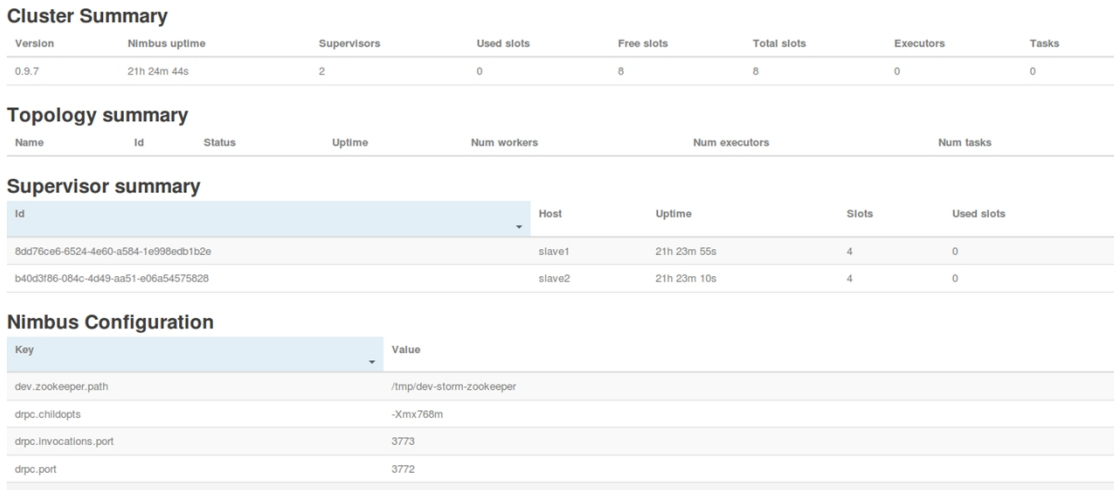 Cluster Summary
Version Nimbus uptime Supervisors Used slots Free slots Total slots Executors Tasks
0.9.7 21h 24m 44s 2 0 8 8 0 0
Topology summary
Name Id Status Uptime Num workers Num executors Num tasks
Supervisor summary
Id Host Uptime Slots Used slots
8dd76ce6-6524-4e60-a584-1e998edb1b2e slave1 21h 23m 55s 4 0
b40d3f86-084c-4d49-aa51-e06a54575828 slave2 21h 23m 10s 4 0
Nimbus Configuration
Key Value
dev.zookeeper.path /tmp/dev-storm-zookeeper
drpc.childopts -Xmx768m
drpc.invocations.port 3773
drpc.port 3772